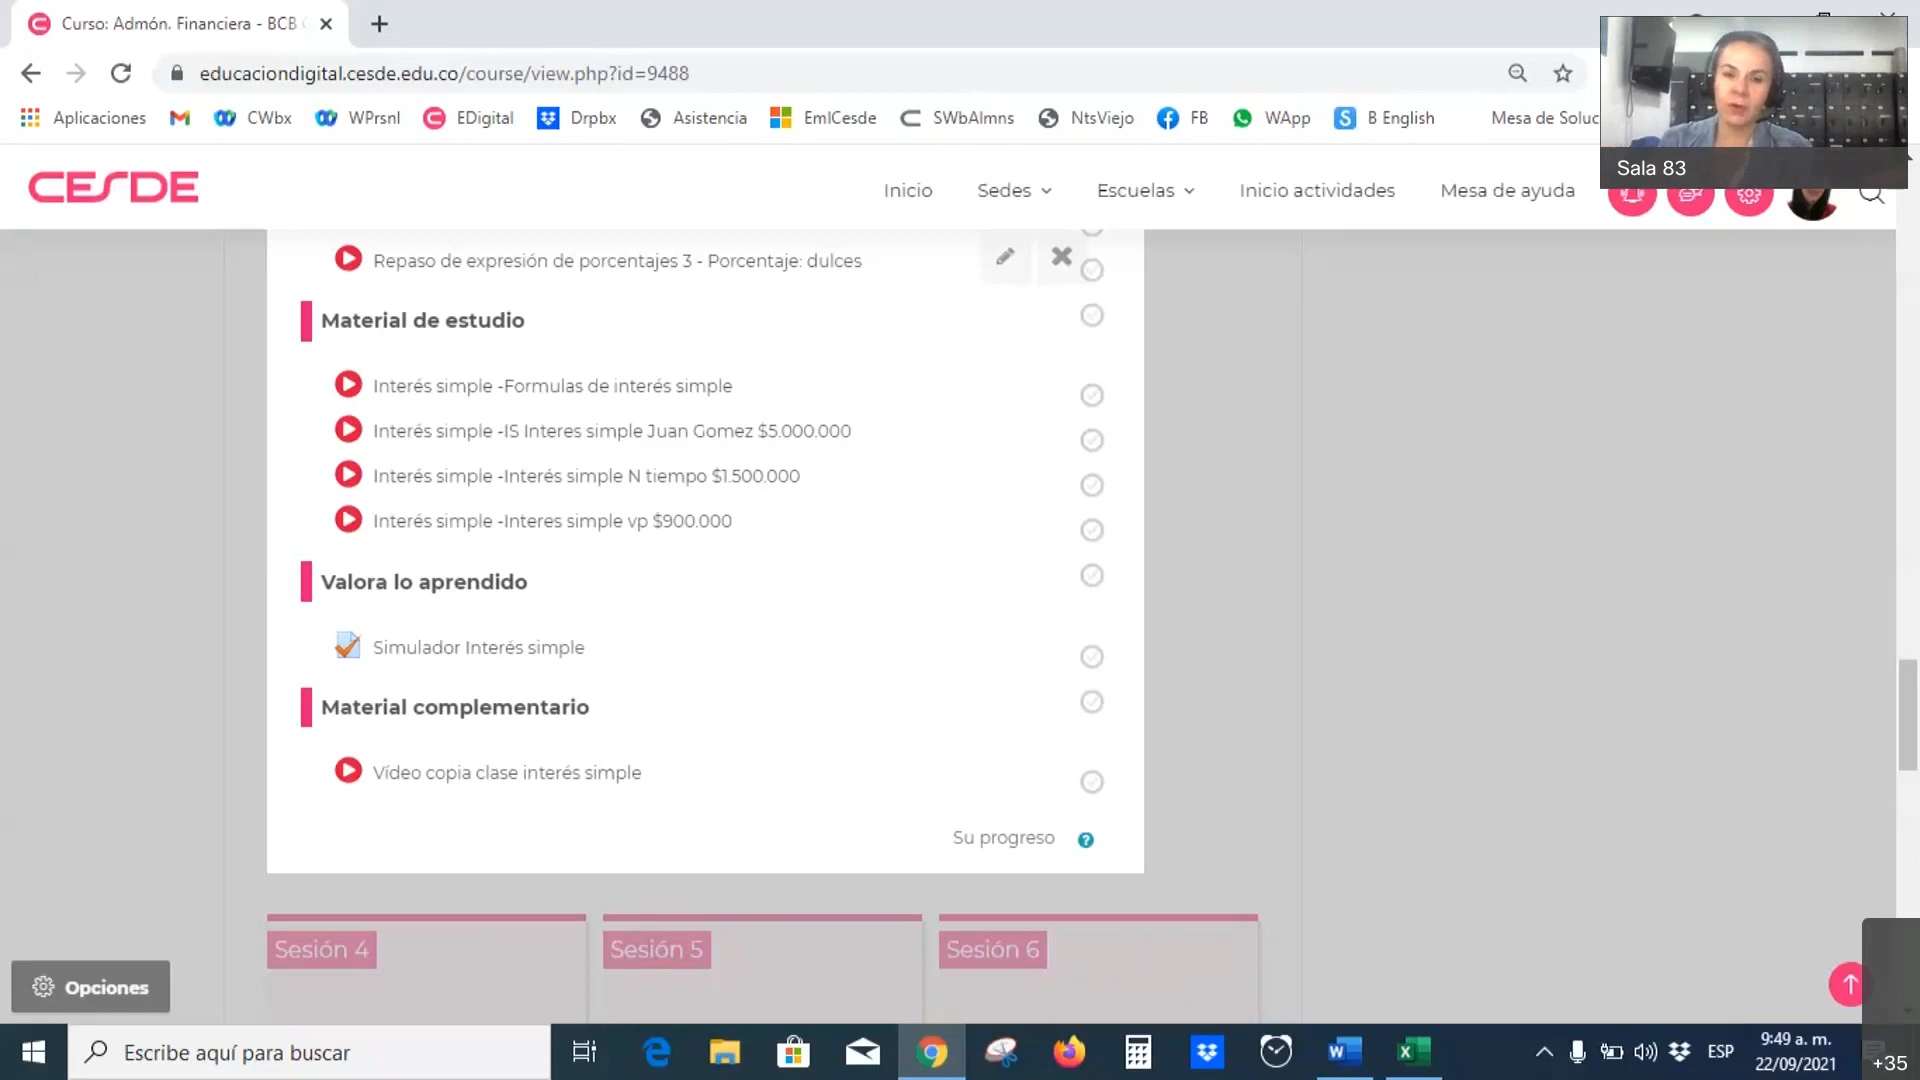 Curso: Admón. Financiera - BCB
educaciondigital.cesde.edu.co/course/view.php?id=9488
Aplicaciones CWbx WPrsnl EDigital Drpbx Asistencia EmlCesde SWbAlmns NtsViejo FB WApp B English Mesa de Soluc
Sala 83
CESDE
Inicio Sedes Escuelas Inicio actividades Mesa de ayuda
Repaso de expresión de porcentajes 3 - Porcentaje: dulces
Material de estudio
Interés simple -Formulas de interés simple
Interés simple -IS Interes simple Juan Gomez $5.000.000
Interés simple -Interés simple N tiempo $1.500.000
Interés simple -Interes simple vp $900.000
Valora lo aprendido
Simulador Interés simple
Material complementario
Vídeo copia clase interés simple
Su progreso
Sesión 4 Sesión 5 Sesión 6
Opciones
Escribe aquí para buscar
ESP
9:49 a. m.
22/09/2021
+35